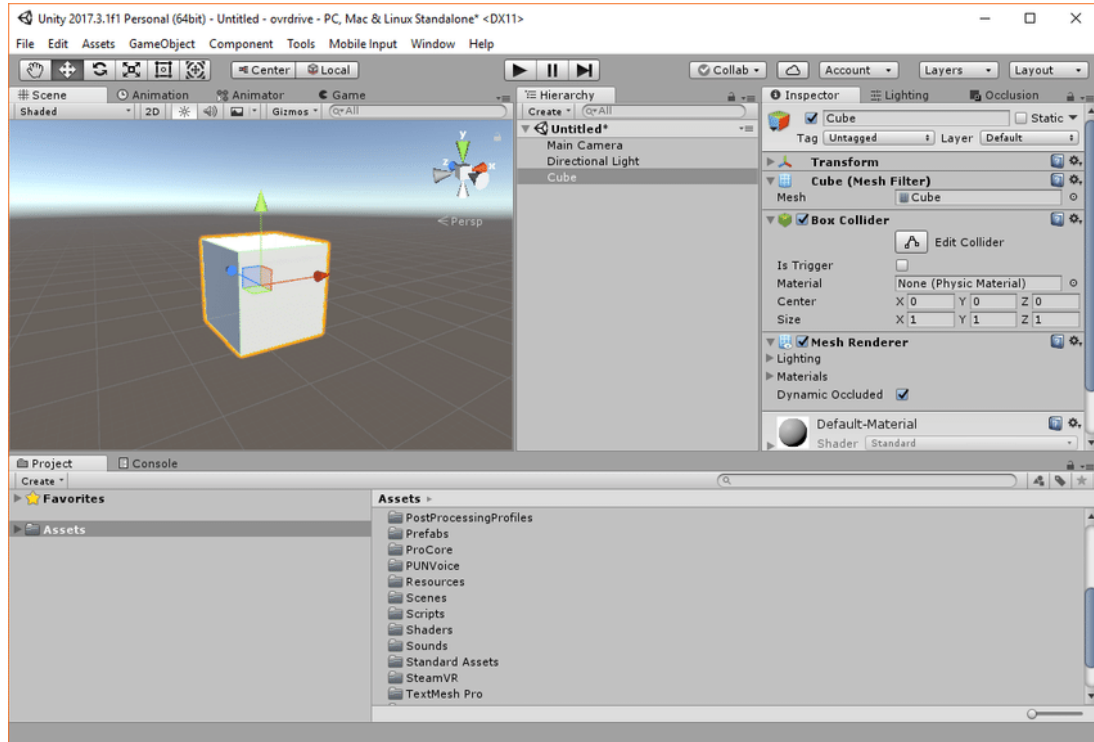 Unity 2017.3.1f1 Personal (64bit) - Untitled - ovrdrive - PC, Mac & Linux Standalone* <DX11>
File Edit Assets GameObject Component Tools Mobile Input Window Help
Center Local Collab Account Layers Layout
Scene Animation Animator Game
Shaded 2D Gizmos All
y
z x
Persp
Hierarchy
Create All
Untitled*
Main Camera
Directional Light
Cube
Inspector Lighting Occlusion
Cube Static
Tag Untagged Layer Default
Transform
Cube (Mesh Filter)
Mesh Cube
Box Collider
Edit Collider
Is Trigger
Material None (Physic Material)
Center X 0 Y 0 Z 0
Size X 1 Y 1 Z 1
Mesh Renderer
Lighting
Materials
Dynamic Occluded
Default-Material
Shader Standard
Project Console
Create
Favorites
Assets
Assets
PostProcessingProfiles
Prefabs
ProCore
PUNVoice
Resources
Scenes
Scripts
Shaders
Sounds
Standard Assets
SteamVR
TextMesh Pro